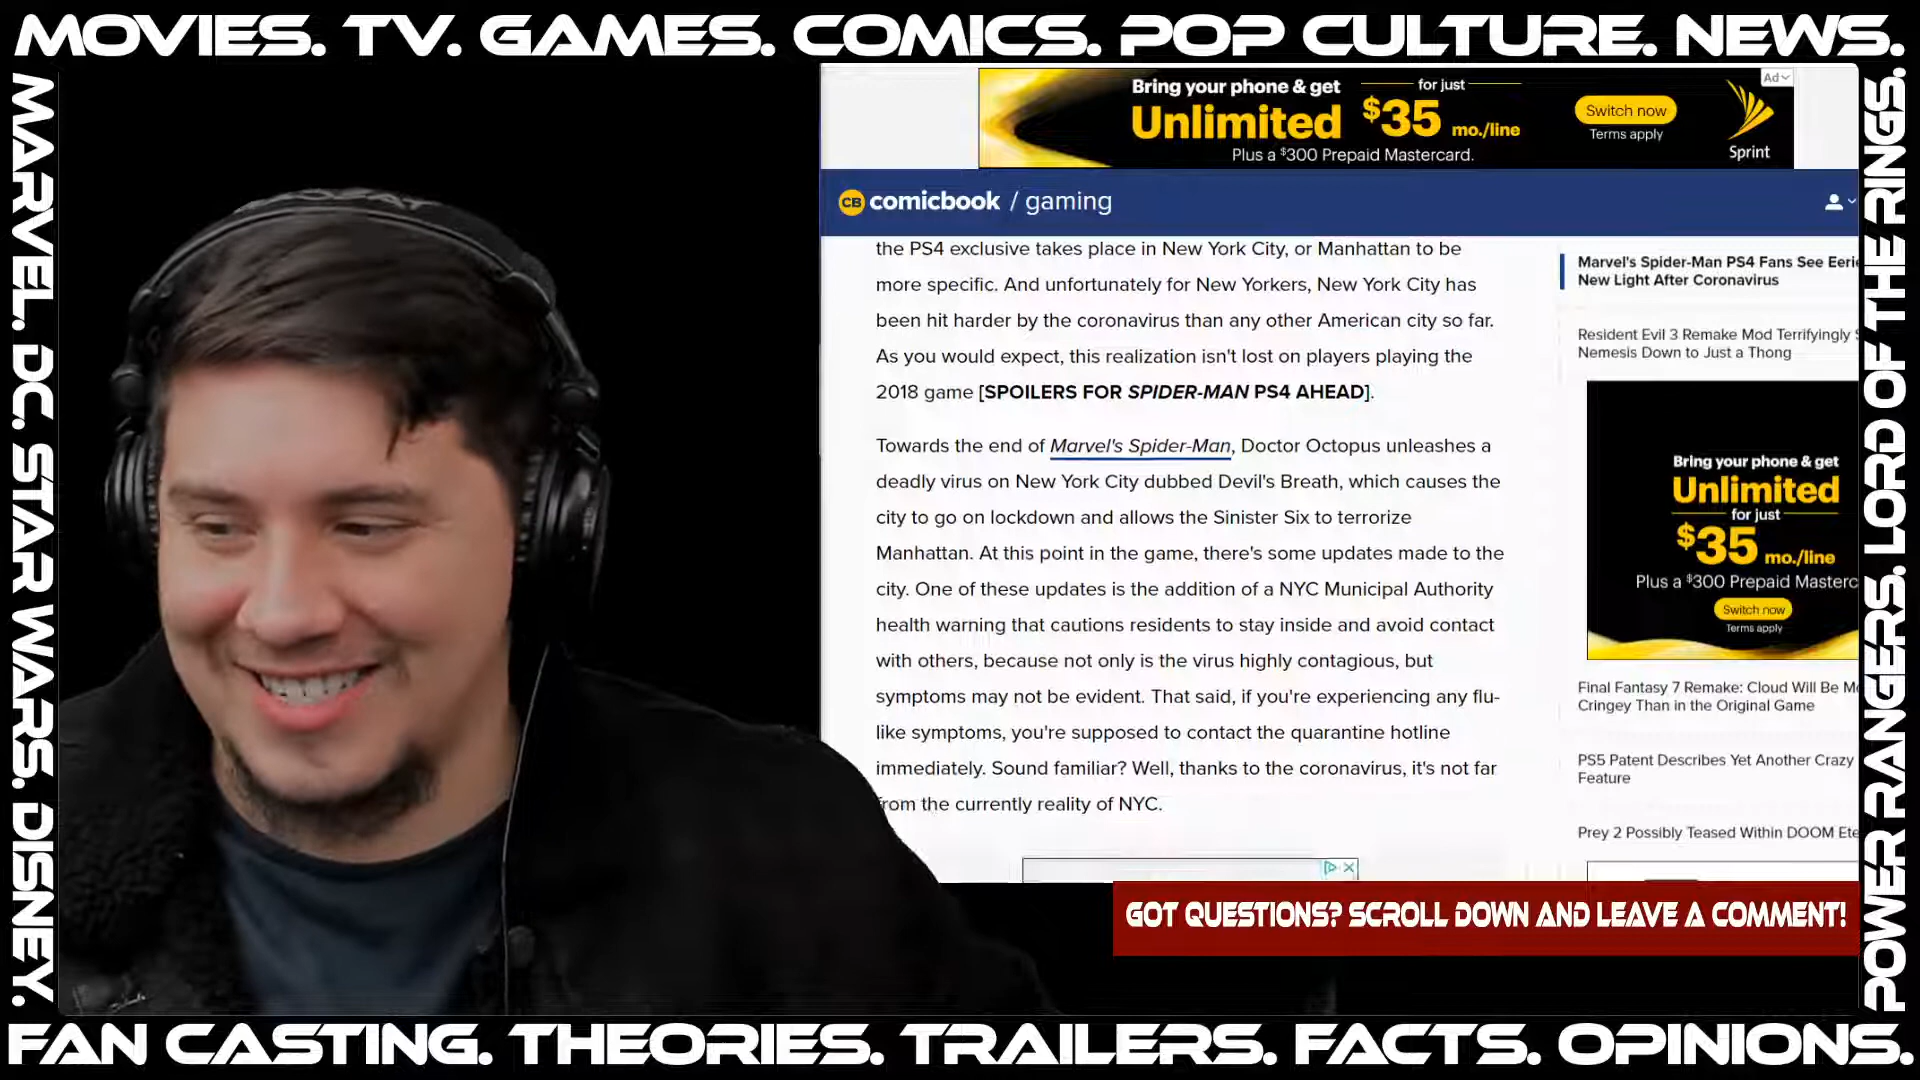 MOVIES. TV. GAMES. COMICS. POP CULTURE. NEWS.
MARVEL. DC. STAR WARS. DISNEY.
Bring your phone & get
Unlimited
for just
$35 mo./line
Plus a $300 Prepaid Mastercard.
Switch now
Terms apply
Sprint
Ad
CB comicbook / gaming
the PS4 exclusive takes place in New York City, or Manhattan to be
more specific. And unfortunately for New Yorkers, New York City has
been hit harder by the coronavirus than any other American city so far.
As you would expect, this realization isn't lost on players playing the
2018 game [SPOILERS FOR SPIDER-MAN PS4 AHEAD].
Towards the end of Marvel's Spider-Man, Doctor Octopus unleashes a
deadly virus on New York City dubbed Devil's Breath, which causes the
city to go on lockdown and allows the Sinister Six to terrorize
Manhattan. At this point in the game, there's some updates made to the
city. One of these updates is the addition of a NYC Municipal Authority
health warning that cautions residents to stay inside and avoid contact
with others, because not only is the virus highly contagious, but
symptoms may not be evident. That said, if you're experiencing any flu-
like symptoms, you're supposed to contact the quarantine hotline
immediately. Sound familiar? Well, thanks to the coronavirus, it's not far
from the currently reality of NYC.
Marvel's Spider-Man PS4 Fans See Eerie
New Light After Coronavirus
Resident Evil 3 Remake Mod Terrifyingly S
Nemesis Down to Just a Thong
Bring your phone & get
Unlimited
for just
$35 mo./line
Plus a $300 Prepaid Masterc
Switch now
Terms apply
Final Fantasy 7 Remake: Cloud Will Be Mo
Cringey Than in the Original Game
PS5 Patent Describes Yet Another Crazy
Feature
Prey 2 Possibly Teased Within DOOM Ete
GOT QUESTIONS? SCROLL DOWN AND LEAVE A COMMENT!
POWER RANGERS. LORD OF THE RINGS.
FAN CASTING. THEORIES. TRAILERS. FACTS. OPINIONS.